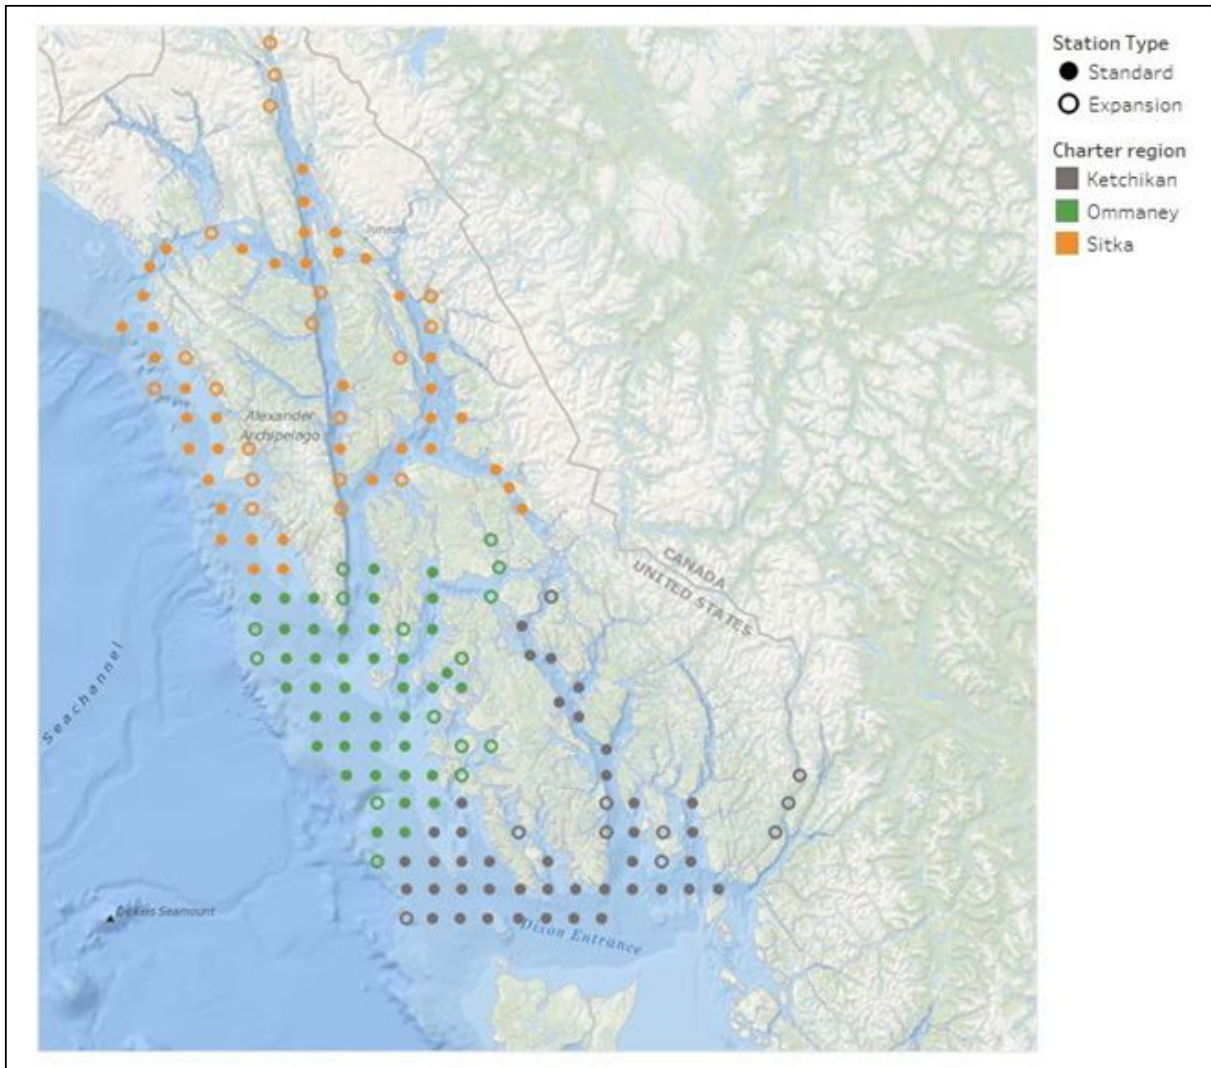 Station Type
Standard
Expansion
Charter region
Ketchikan
Ommaney
Sitka
Juneau
Alexander
Archipelago
CANADA
UNITED STATES
Seachannel
Dickins Seamount
Dixon Entrance